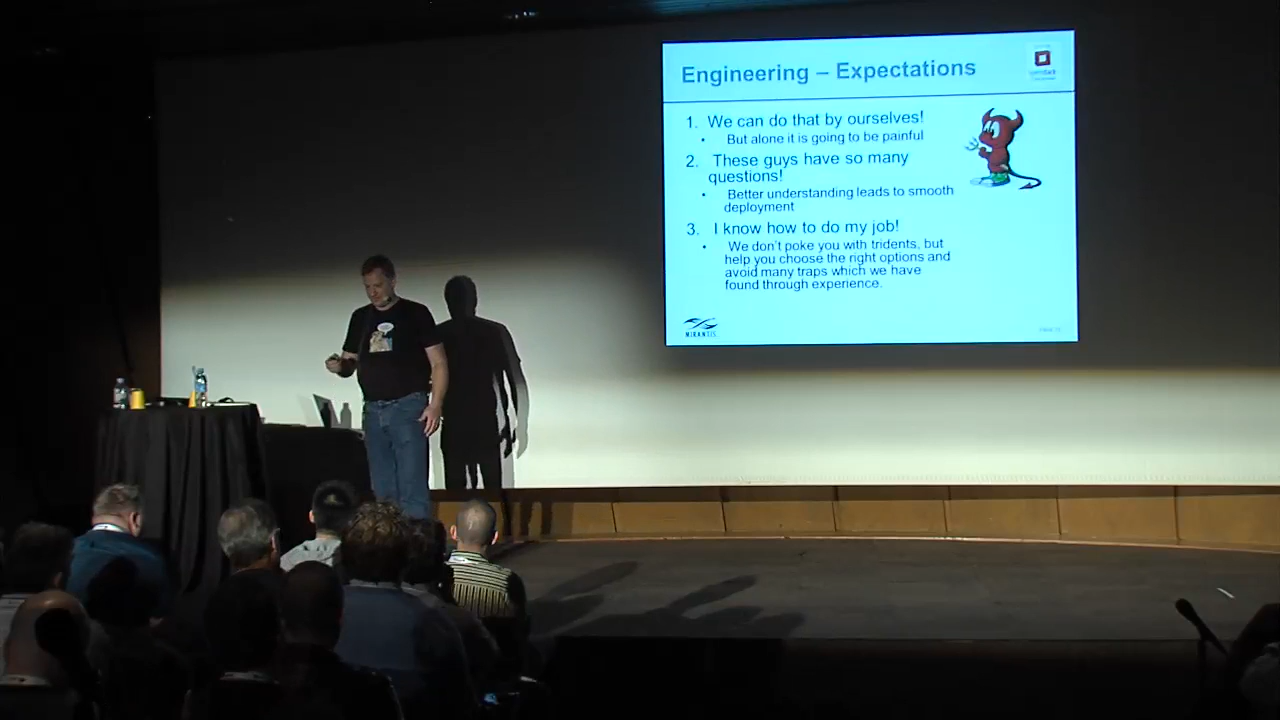 Engineering – Expectations
1. We can do that by ourselves!
• But alone it is going to be painful
2. These guys have so many
questions!
• Better understanding leads to smooth
deployment
3. I know how to do my job!
• We don't poke you with tridents, but
help you choose the right options and
avoid many traps which we have
found through experience.
MIRANTIS